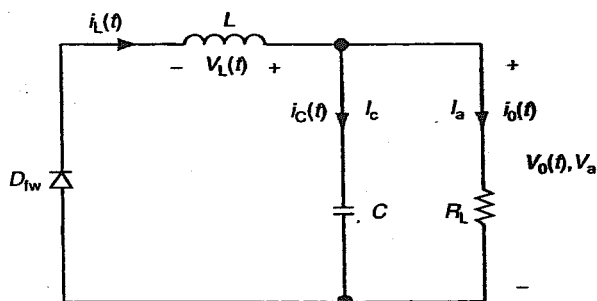 i_L(t) L
− V_L(t) +
+
i_C(t) I_c I_a i_0(t)
V_0(t), V_a
D_fw
C R_L
−